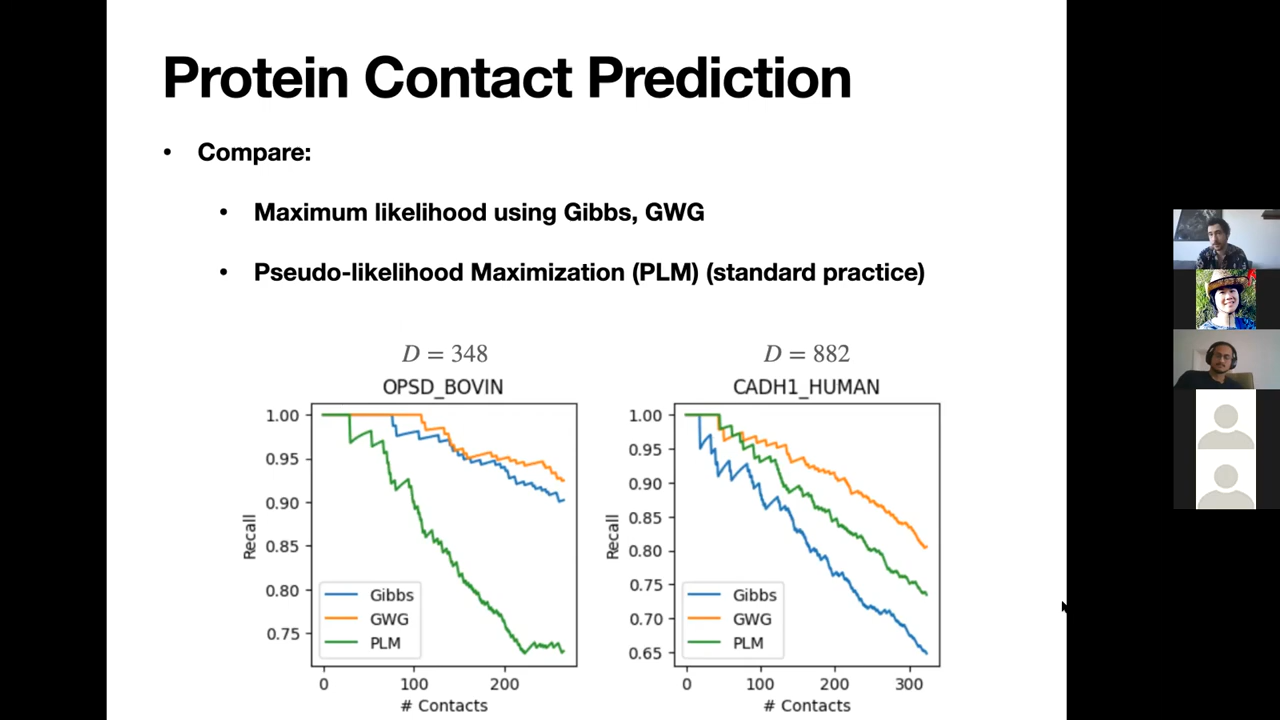 Protein Contact Prediction
• Compare:
• Maximum likelihood using Gibbs, GWG
• Pseudo-likelihood Maximization (PLM) (standard practice)
D = 348
OPSD_BOVIN
1.00
0.95
0.90
0.85
0.80
0.75
Recall
Gibbs
GWG
PLM
0
100
200
# Contacts
D = 882
CADH1_HUMAN
1.00
0.95
0.90
0.85
0.80
0.75
0.70
0.65
Recall
Gibbs
GWG
PLM
0
100
200
300
# Contacts